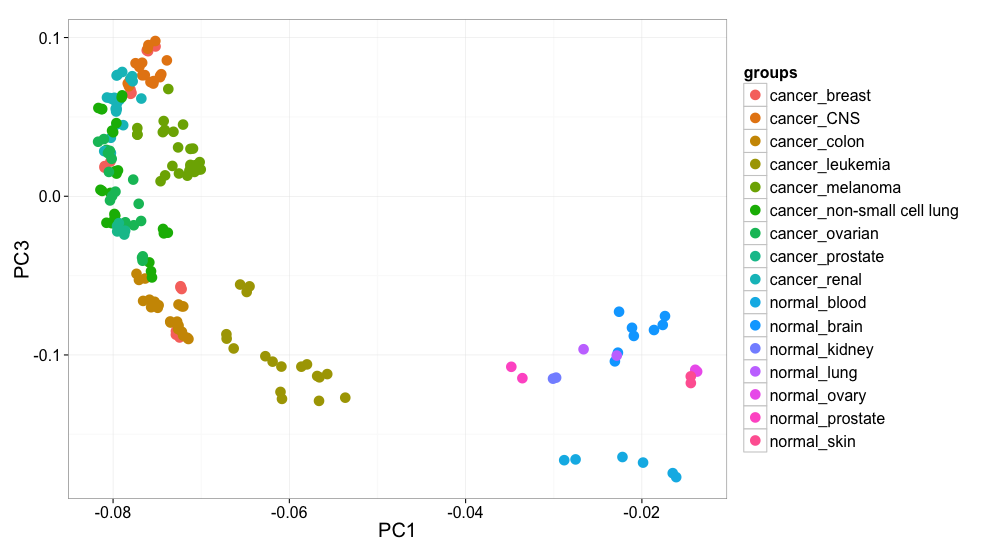 0.1
0.0
-0.1
PC3
-0.08
-0.06
-0.04
-0.02
PC1
groups
cancer_breast
cancer_CNS
cancer_colon
cancer_leukemia
cancer_melanoma
cancer_non-small cell lung
cancer_ovarian
cancer_prostate
cancer_renal
normal_blood
normal_brain
normal_kidney
normal_lung
normal_ovary
normal_prostate
normal_skin